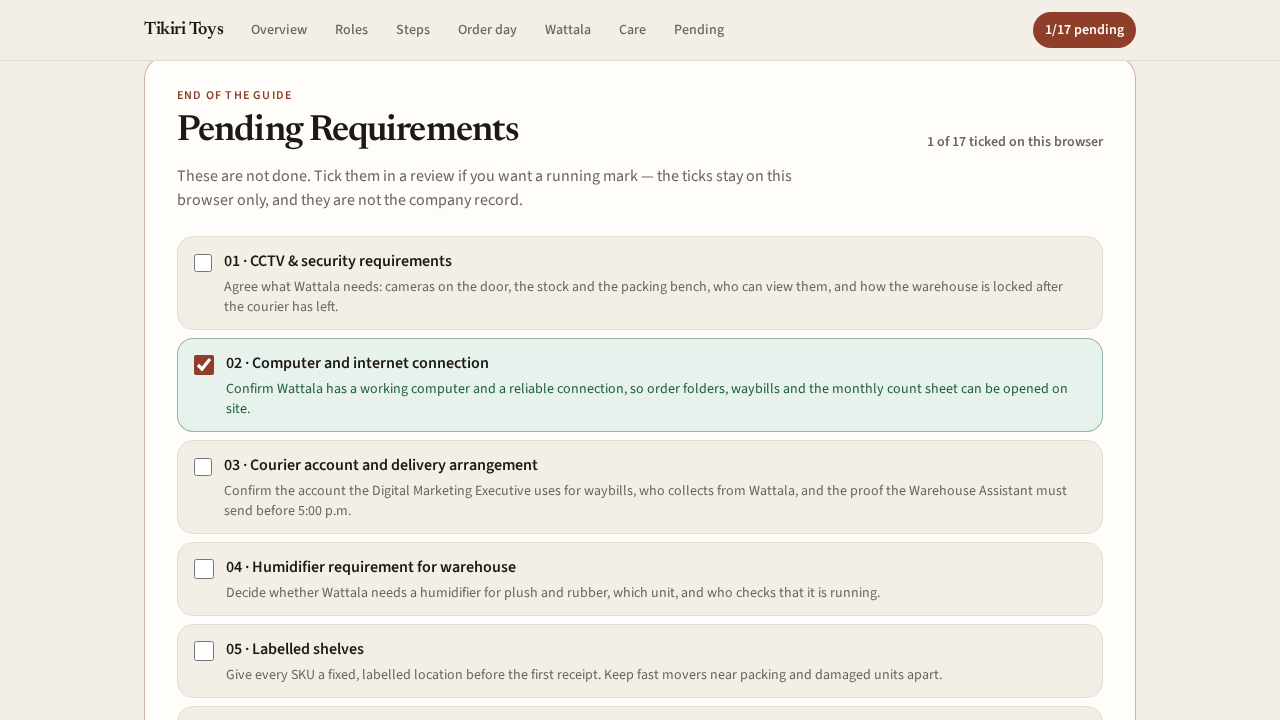 Tikiri Toys
Overview
Roles
Steps
Order day
Wattala
Care
Pending
1/17 pending
END OF THE GUIDE
Pending Requirements
1 of 17 ticked on this browser
These are not done. Tick them in a review if you want a running mark — the ticks stay on this
browser only, and they are not the company record.
01 · CCTV & security requirements
Agree what Wattala needs: cameras on the door, the stock and the packing bench, who can view them, and how the warehouse is locked after
the courier has left.
02 · Computer and internet connection
Confirm Wattala has a working computer and a reliable connection, so order folders, waybills and the monthly count sheet can be opened on
site.
03 · Courier account and delivery arrangement
Confirm the account the Digital Marketing Executive uses for waybills, who collects from Wattala, and the proof the Warehouse Assistant must
send before 5:00 p.m.
04 · Humidifier requirement for warehouse
Decide whether Wattala needs a humidifier for plush and rubber, which unit, and who checks that it is running.
05 · Labelled shelves
Give every SKU a fixed, labelled location before the first receipt. Keep fast movers near packing and damaged units apart.